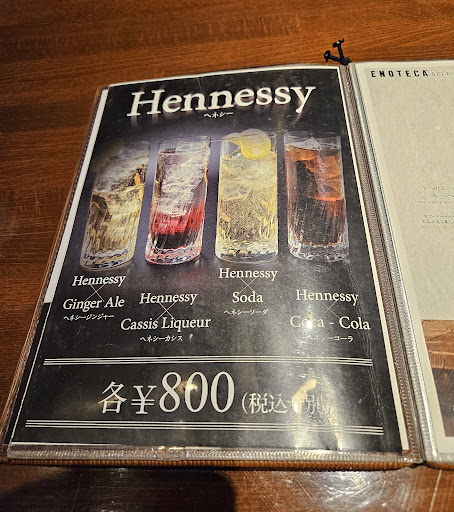 Hennessy
ヘネシー
Hennessy
×
Ginger Ale
ヘネシージンジャー
Hennessy
×
Cassis Liqueur
ヘネシーカシス
Hennessy
×
Soda
ヘネシーソーダ
Hennessy
×
Coca - Cola
ヘネシーコーラ
各¥800(税込 別)
ENOTECA